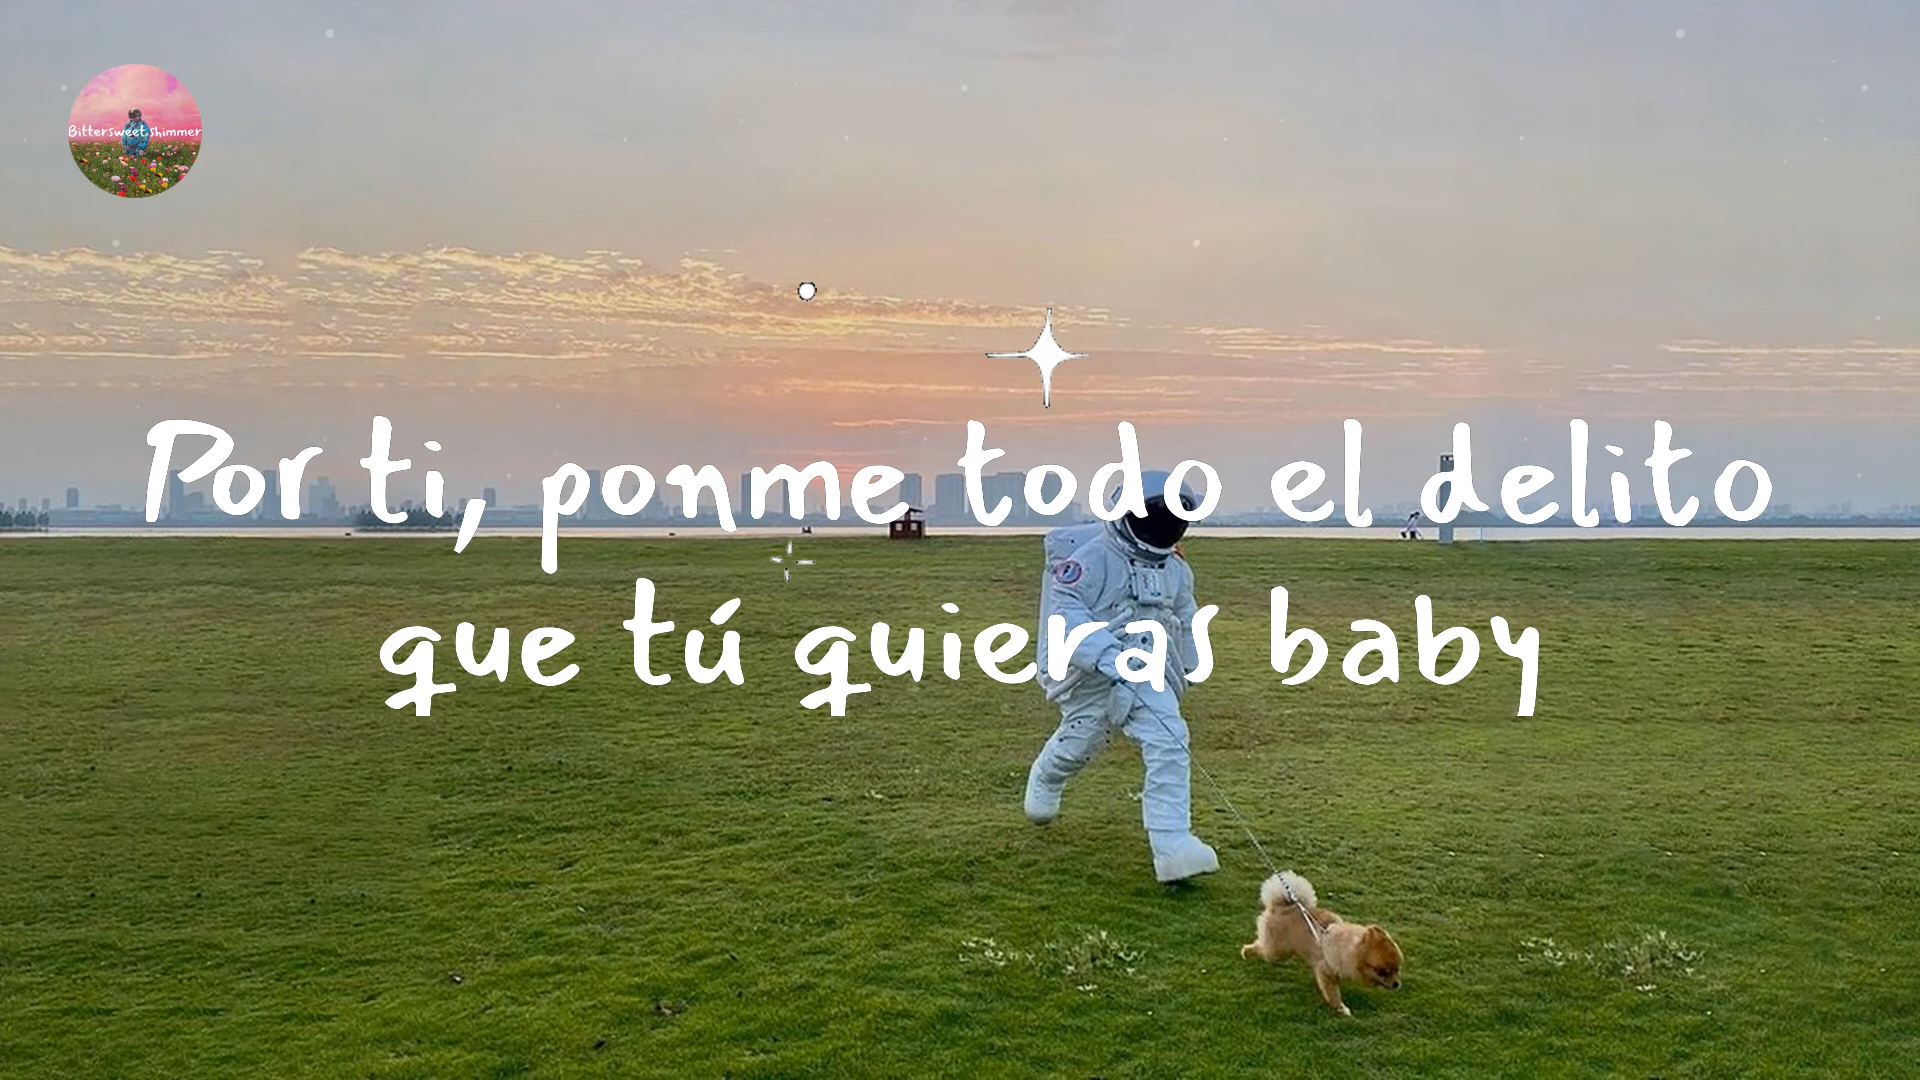 Bittersweet shimmer
Por ti, ponme todo el delito
que tú quieras baby